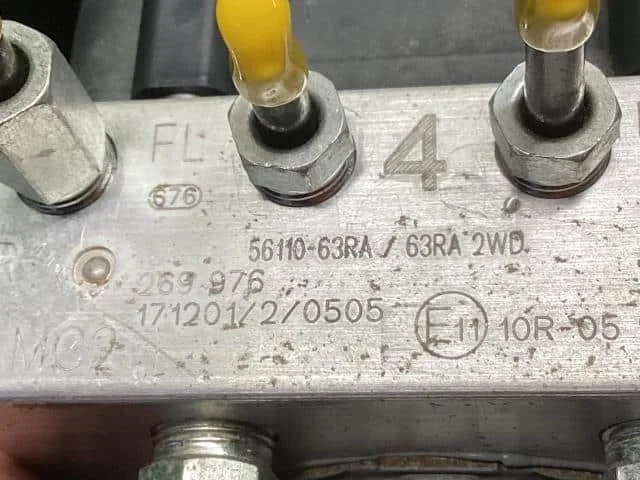 FL
4
676
56110-63RA / 63RA 2WD.
269 976
171201/2/0505
E11 10R-05
MC2